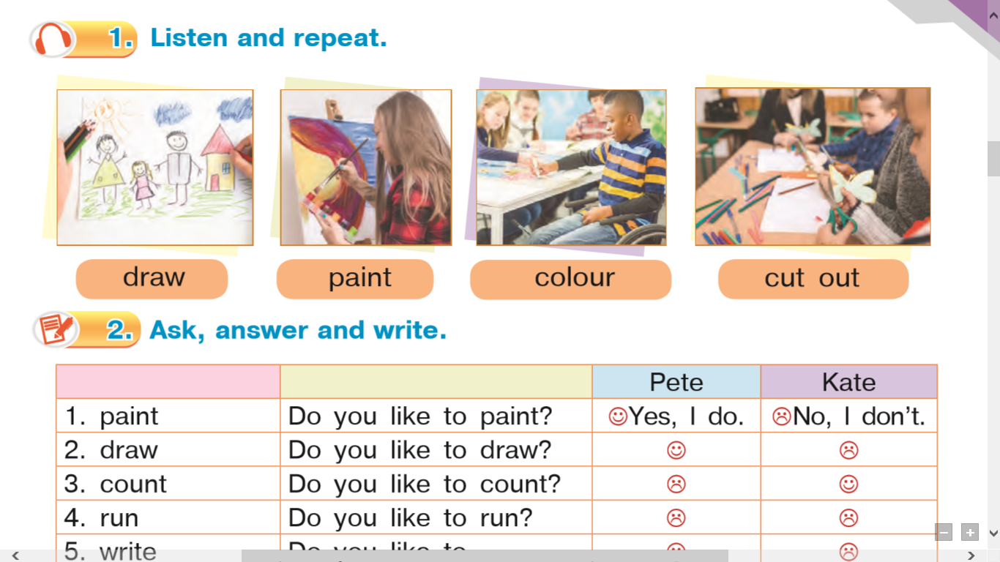 1. Listen and repeat.
draw paint colour cut out
2. Ask, answer and write.
Pete Kate
1. paint Do you like to paint? Yes, I do. No, I don't.
2. draw Do you like to draw?
3. count Do you like to count?
4. run Do you like to run?
5. write Do you like to